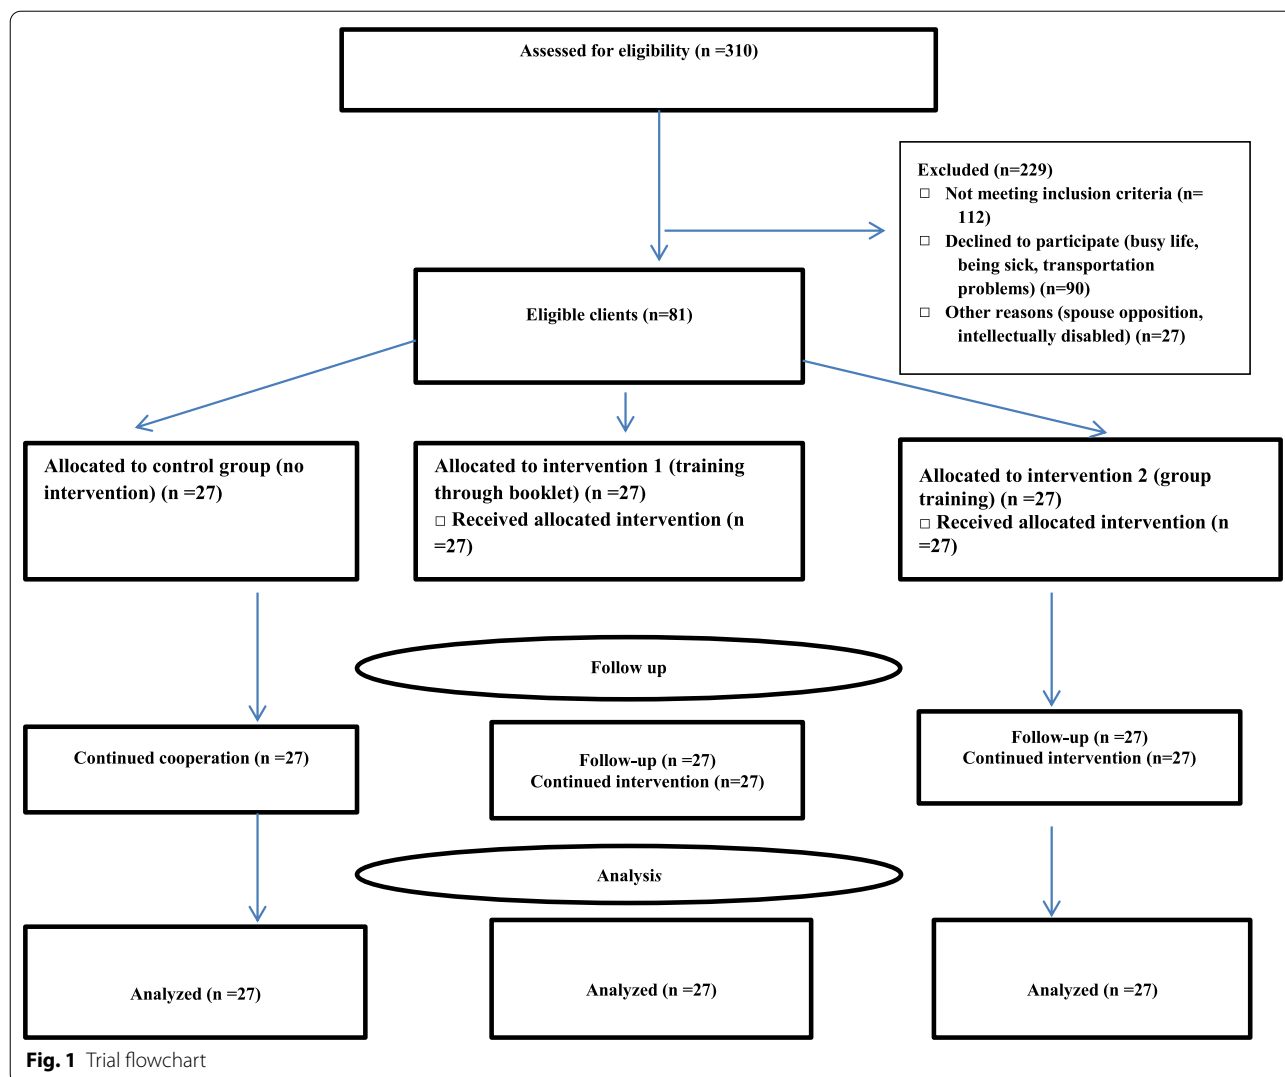 Assessed for eligibility (n =310)
Excluded (n=229)
□ Not meeting inclusion criteria (n=
112)
□ Declined to participate (busy life,
being sick, transportation
problems) (n=90)
□ Other reasons (spouse opposition,
intellectually disabled) (n=27)
Eligible clients (n=81)
Allocated to control group (no
intervention) (n =27)
Allocated to intervention 1 (training
through booklet) (n =27)
□ Received allocated intervention (n
=27)
Allocated to intervention 2 (group
training) (n =27)
□ Received allocated intervention (n
=27)
Follow up
Continued cooperation (n =27)
Follow-up (n =27)
Continued intervention (n=27)
Follow-up (n =27)
Continued intervention (n=27)
Analysis
Analyzed (n =27)
Analyzed (n =27)
Analyzed (n =27)
Fig. 1 Trial flowchart